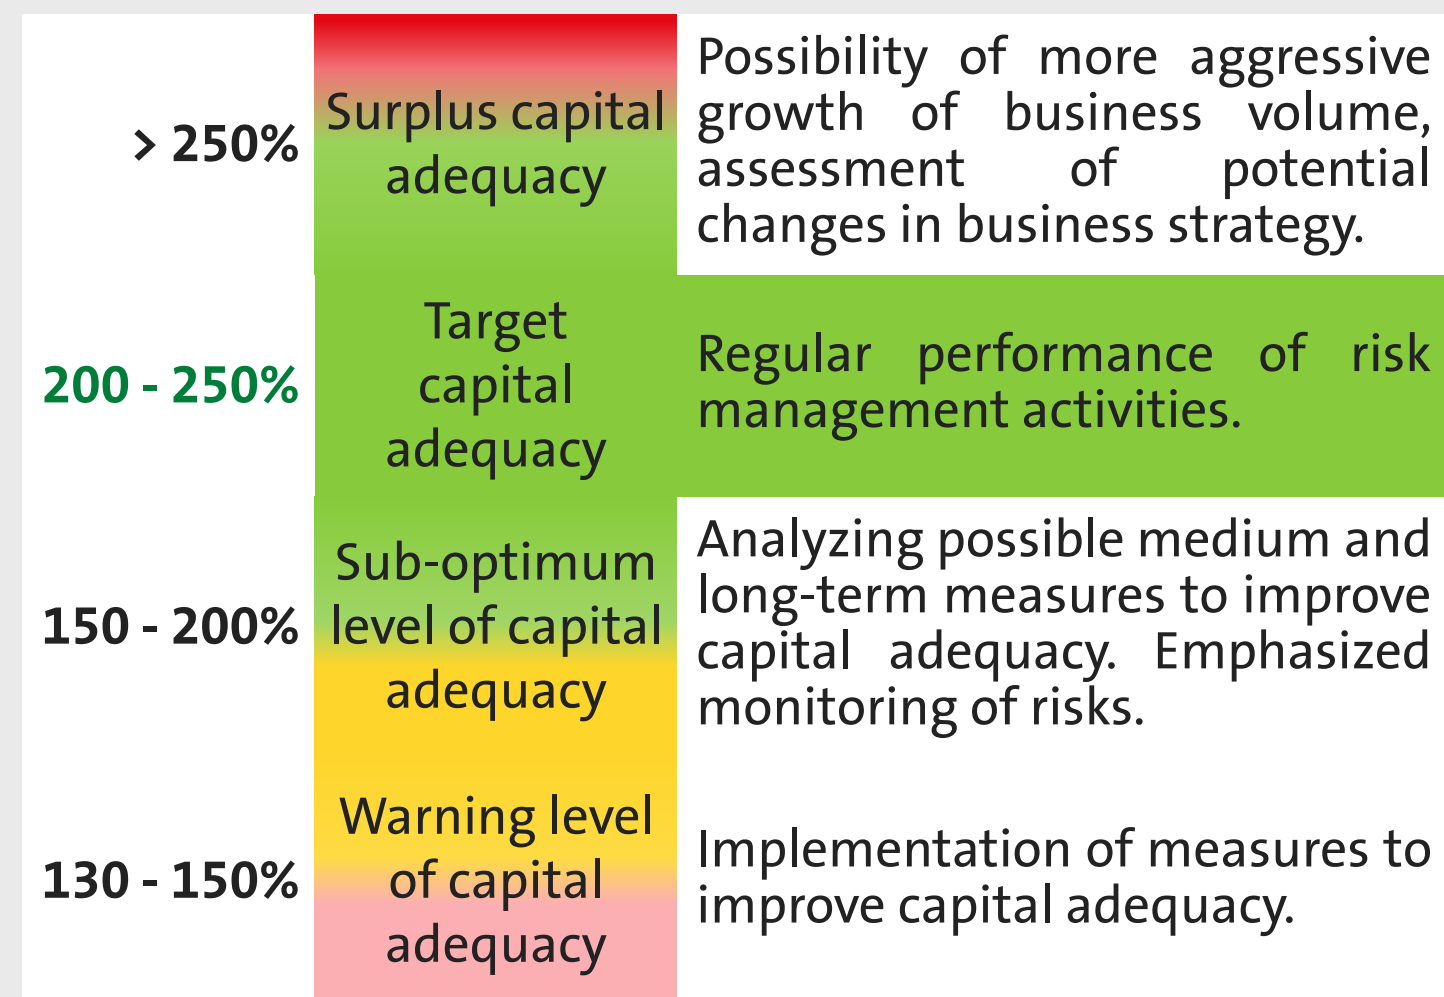 > 250%
Surplus capital
adequacy
Possibility of more aggressive
growth of business volume,
assessment of potential
changes in business strategy.
200 - 250%
Target
capital
adequacy
Regular performance of risk
management activities.
150 - 200%
Sub-optimum
level of capital
adequacy
Analyzing possible medium and
long-term measures to improve
capital adequacy. Emphasized
monitoring of risks.
130 - 150%
Warning level
of capital
adequacy
Implementation of measures to
improve capital adequacy.